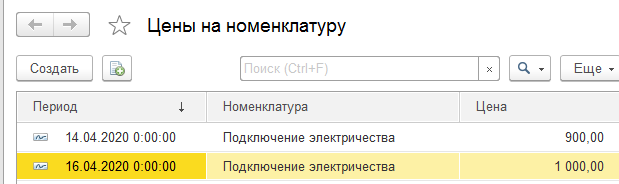 Цены на номенклатуру
Создать Поиск (Ctrl+F) × Еще
Период ↓ Номенклатура Цена
14.04.2020 0:00:00 Подключение электричества 900,00
16.04.2020 0:00:00 Подключение электричества 1 000,00